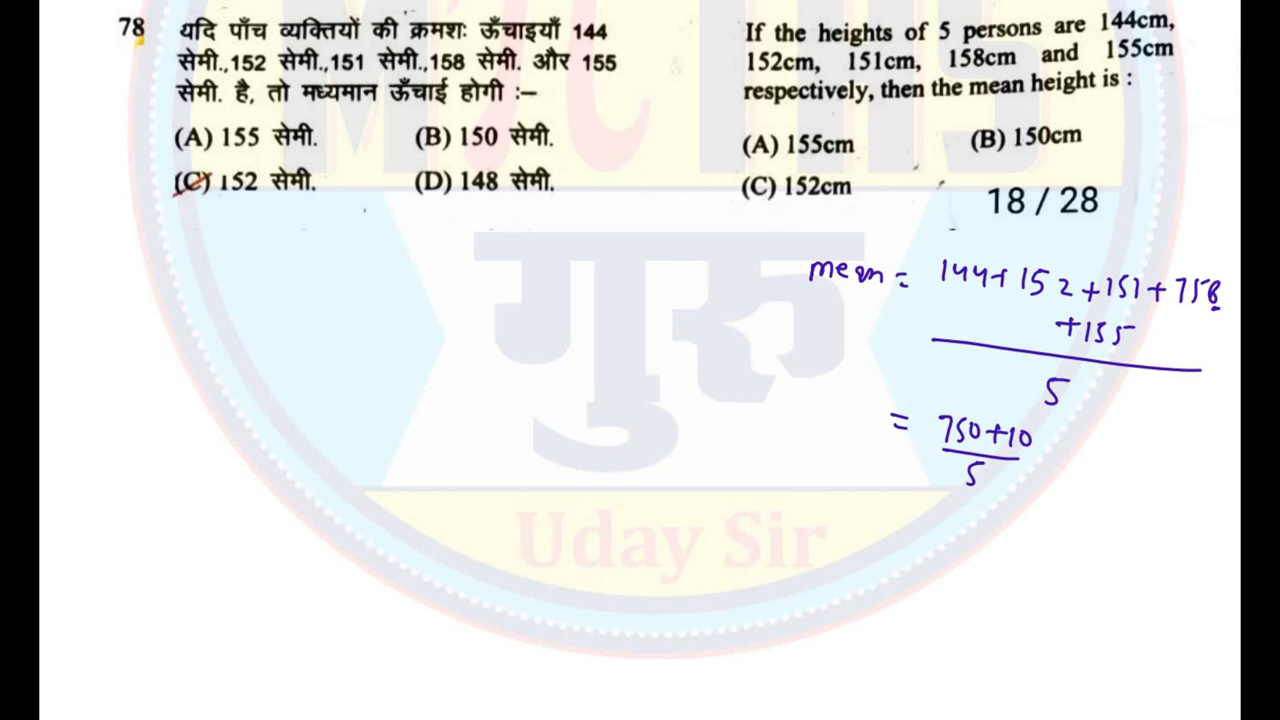 78 यदि पाँच व्यक्तियों की क्रमशः ऊँचाइयाँ 144
सेमी.,152 सेमी.,151 सेमी.,158 सेमी. और 155
सेमी. है, तो मध्यमान ऊँचाई होगी :–
(A) 155 सेमी. (B) 150 सेमी.
(C) 152 सेमी. (D) 148 सेमी.
If the heights of 5 persons are 144cm,
152cm, 151cm, 158cm and 155cm
respectively, then the mean height is :
(A) 155cm (B) 150cm
(C) 152cm
18 / 28
mean = 144+152+151+758
+155
5
= 750+10
5
MπTHS
गुरु
Uday Sir